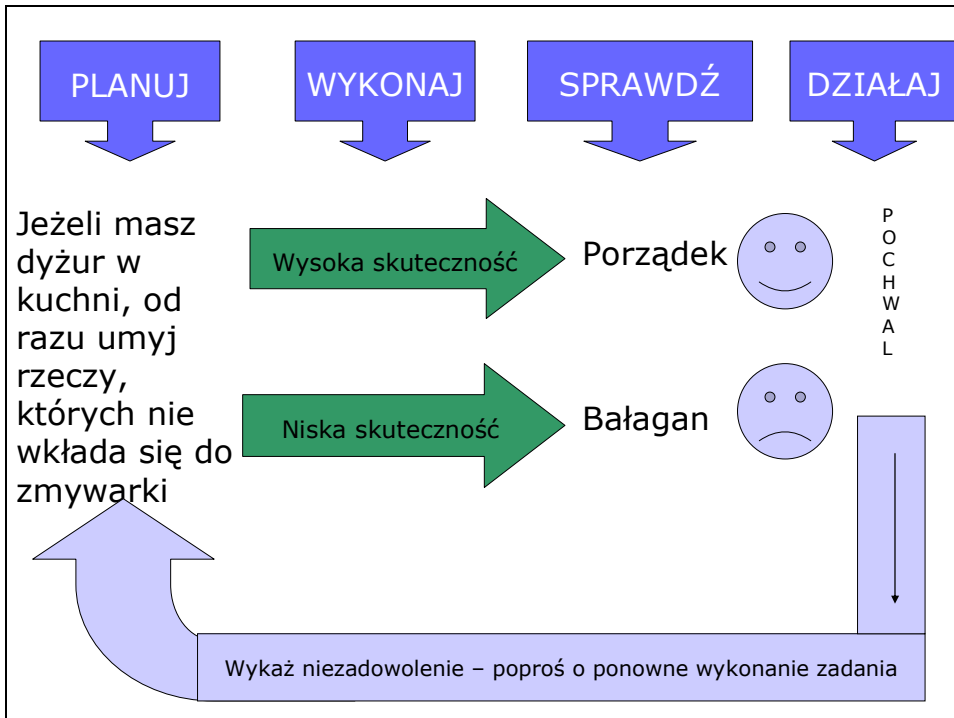 PLANUJ
WYKONAJ
SPRAWDŹ
DZIAŁAJ
Jeżeli masz
dyżur w
kuchni, od
razu umyj
rzeczy,
których nie
wkłada się do
zmywarki
Wysoka skuteczność
Porządek
P
O
C
H
W
A
L
Niska skuteczność
Bałagan
Wykaż niezadowolenie – poproś o ponowne wykonanie zadania